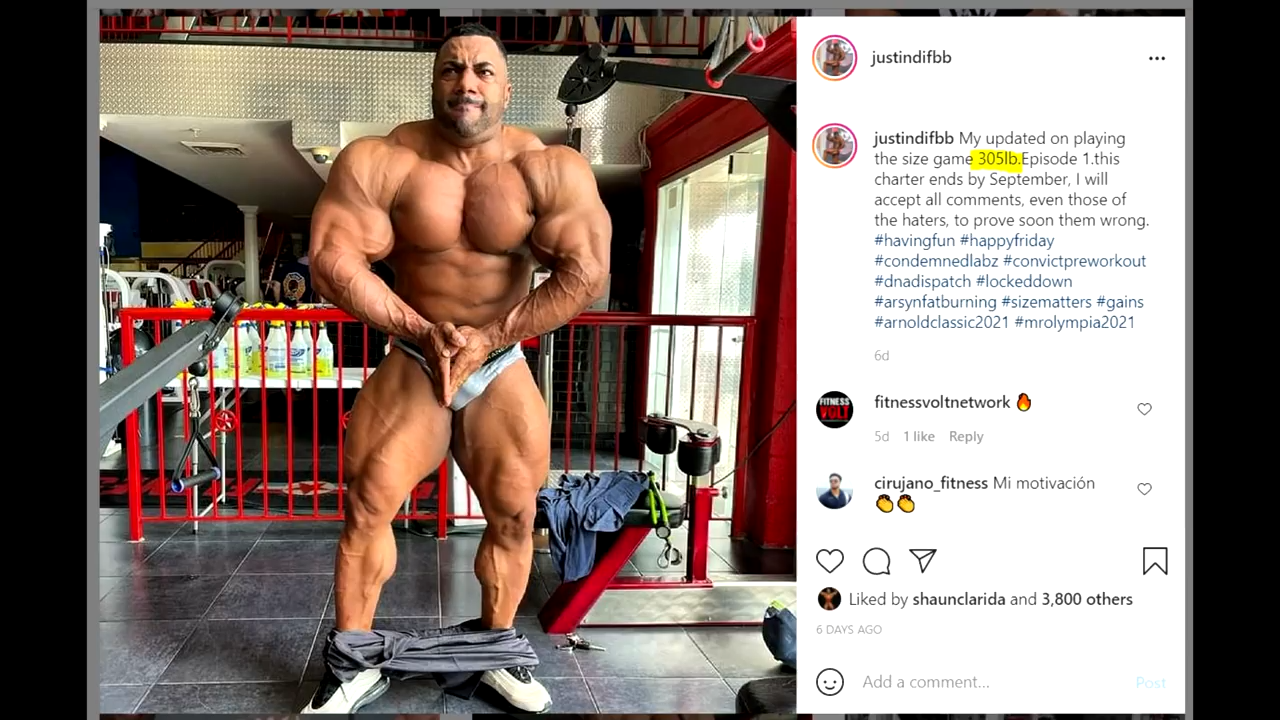 justindifbb
justindifbb My updated on playing
the size game 305lb.Episode 1.this
charter ends by September, I will
accept all comments, even those of
the haters, to prove soon them wrong.
#havingfun #happyfriday
#condemnedlabz #convictpreworkout
#dnadispatch #lockeddown
#arsynfatburning #sizematters #gains
#arnoldclassic2021 #mrolympia2021
6d
FITNESS
VOLT
fitnessvoltnetwork 🔥
5d 1 like Reply
cirujano_fitness Mi motivación
👏👏
Liked by shaunclarida and 3,800 others
6 DAYS AGO
Add a comment... Post